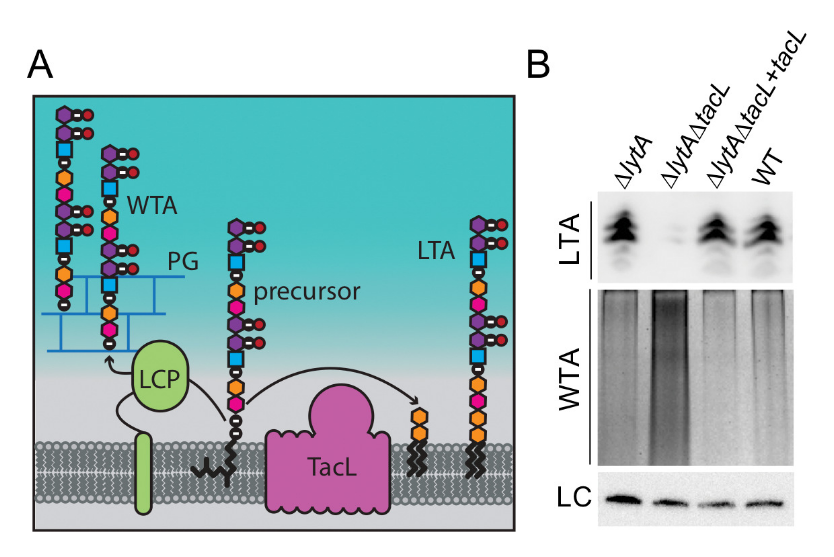 A
WTA
PG
LTA
precursor
LCP
TacL
B
ΔlytA
ΔlytAΔtacL
ΔlytAΔtacL+tacL
WT
LTA
WTA
LC